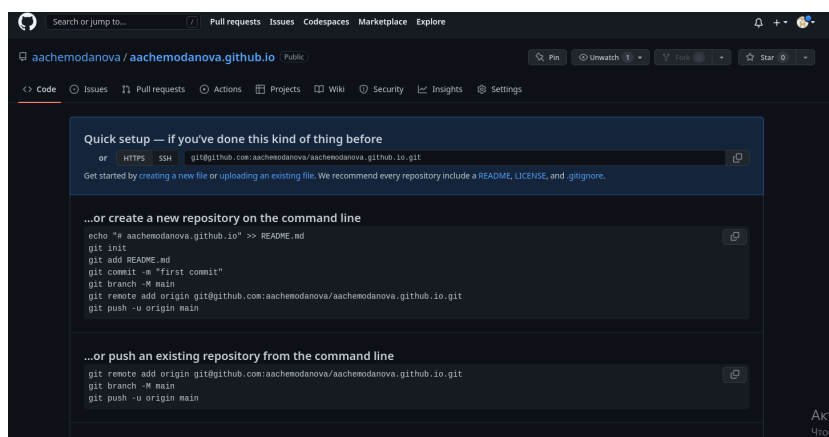 Search or jump to... / Pull requests Issues Codespaces Marketplace Explore
aachemodanova / aachemodanova.github.io Public Pin Unwatch 1 Fork 0 Star 0
Code Issues Pull requests Actions Projects Wiki Security Insights Settings
Quick setup — if you've done this kind of thing before
or HTTPS SSH git@github.com:aachemodanova/aachemodanova.github.io.git
Get started by creating a new file or uploading an existing file. We recommend every repository include a README, LICENSE, and .gitignore.
...or create a new repository on the command line
echo "# aachemodanova.github.io" >> README.md
git init
git add README.md
git commit -m "first commit"
git branch -M main
git remote add origin git@github.com:aachemodanova/aachemodanova.github.io.git
git push -u origin main
...or push an existing repository from the command line
git remote add origin git@github.com:aachemodanova/aachemodanova.github.io.git
git branch -M main
git push -u origin main
Ак
Что